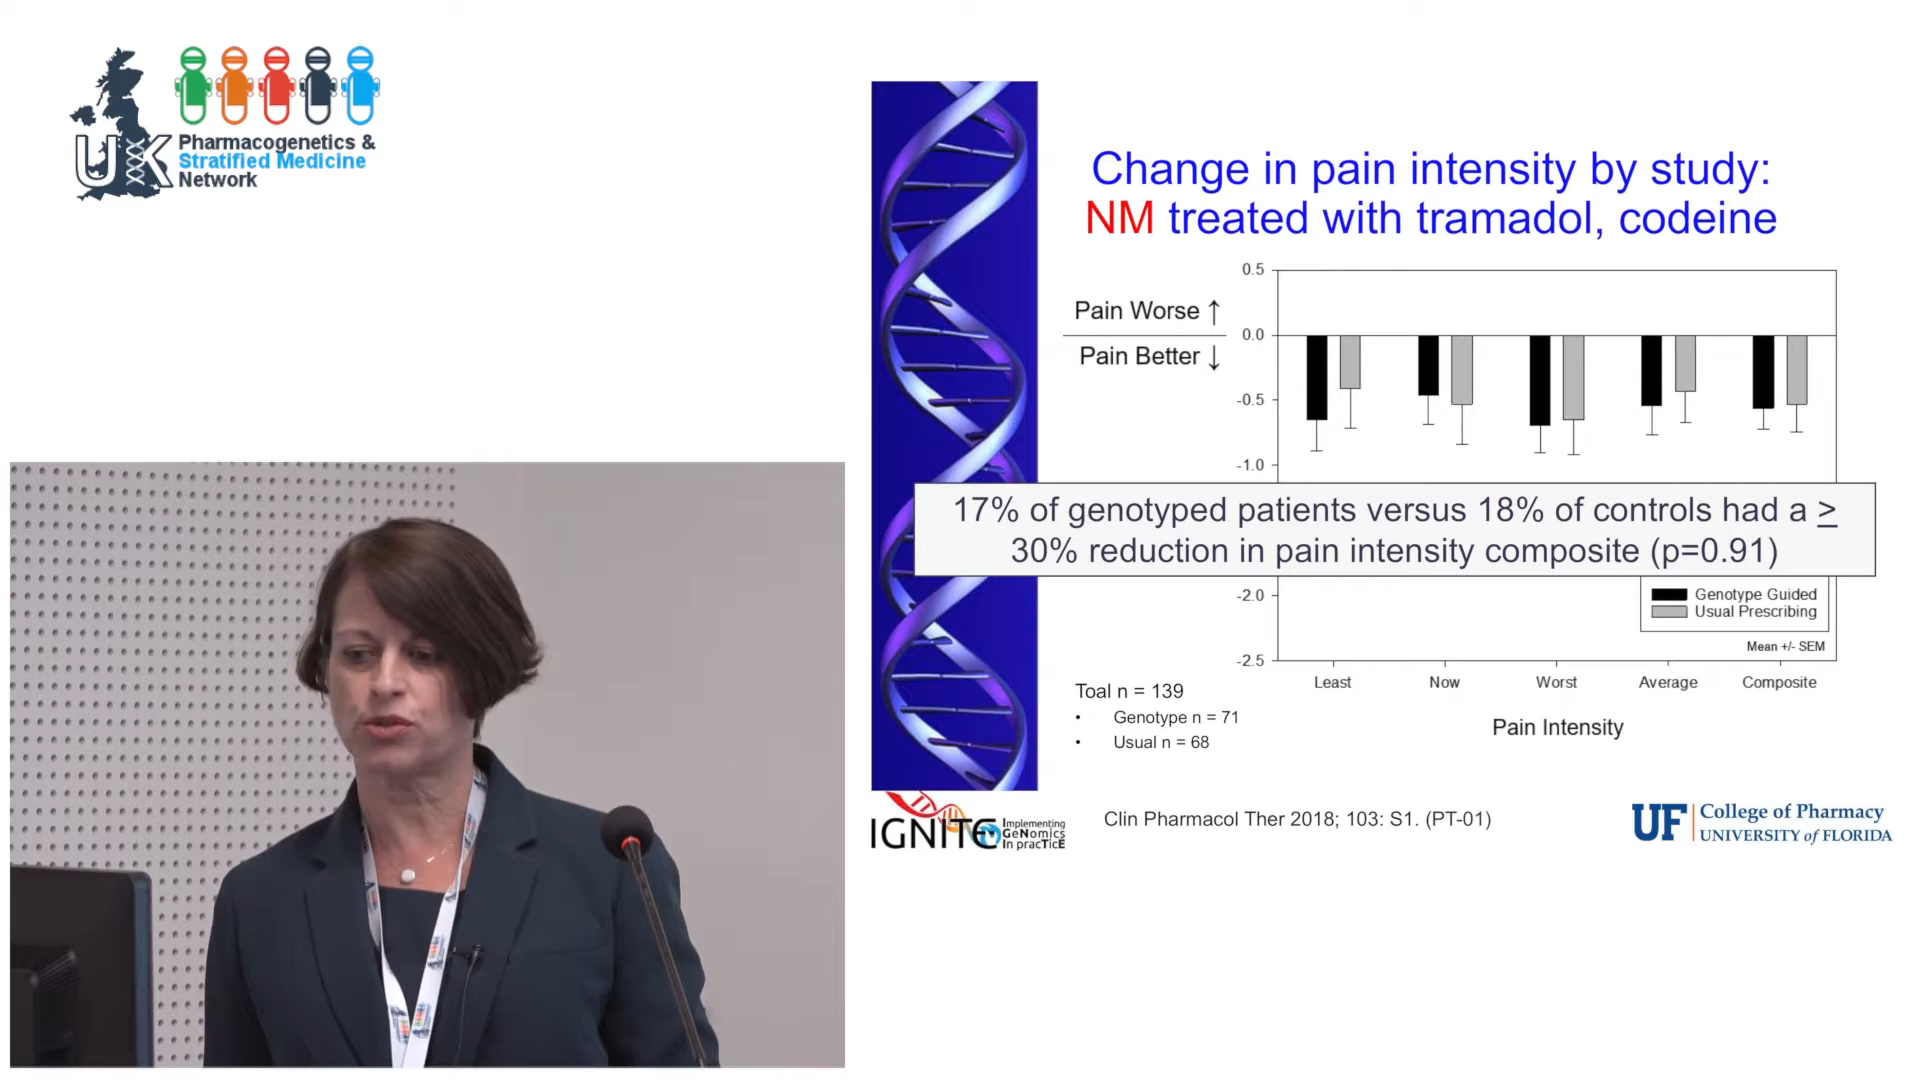 UK
Pharmacogenetics &
Stratified Medicine
Network
Change in pain intensity by study:
NM treated with tramadol, codeine
Pain Worse ↑
Pain Better ↓
0.5
0.0
-0.5
-1.0
17% of genotyped patients versus 18% of controls had a ≥
30% reduction in pain intensity composite (p=0.91)
-2.0
-2.5
Genotype Guided
Usual Prescribing
Mean +/- SEM
Least Now Worst Average Composite
Pain Intensity
Toal n = 139
• Genotype n = 71
• Usual n = 68
IGNITE
Implementing
GeNomics
In pracTicE
Clin Pharmacol Ther 2018; 103: S1. (PT-01)
UF College of Pharmacy
UNIVERSITY of FLORIDA